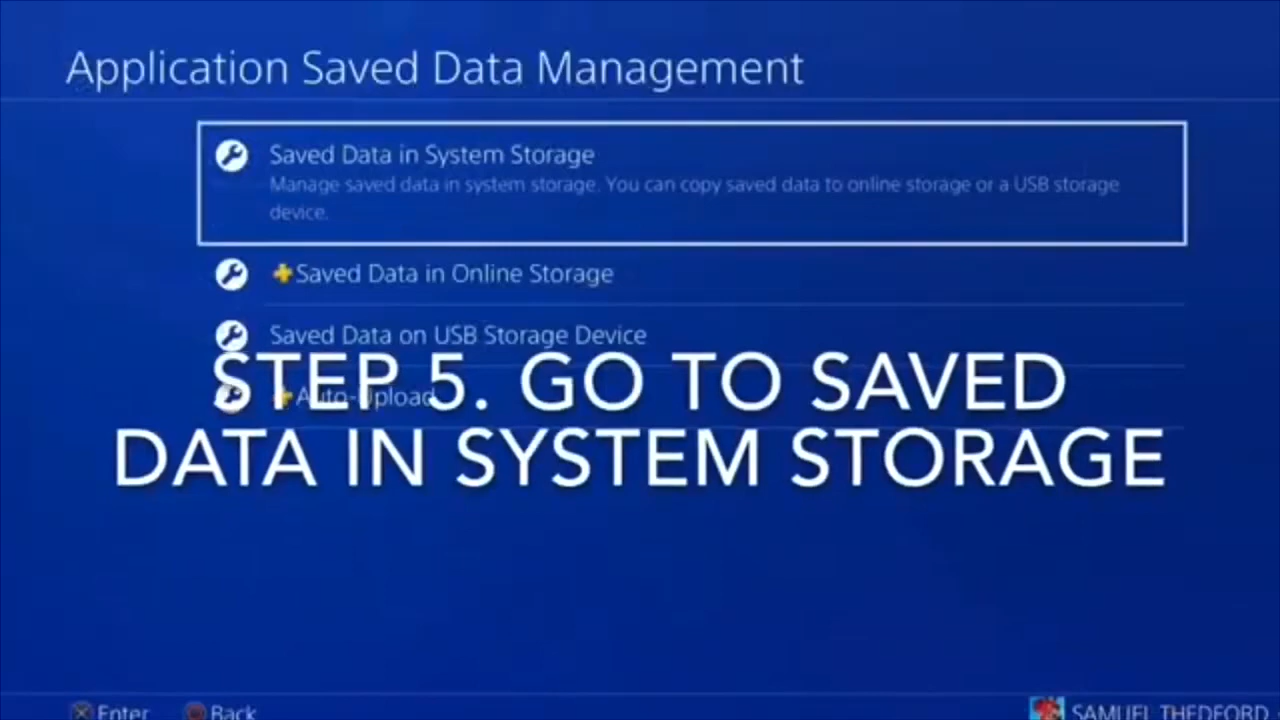 Application Saved Data Management
Saved Data in System Storage
Manage saved data in system storage. You can copy saved data to online storage or a USB storage
device.
Saved Data in Online Storage
Saved Data on USB Storage Device
Auto-Upload
STEP 5. GO TO SAVED
DATA IN SYSTEM STORAGE
Enter
Back
SAMUEL THEDFORD